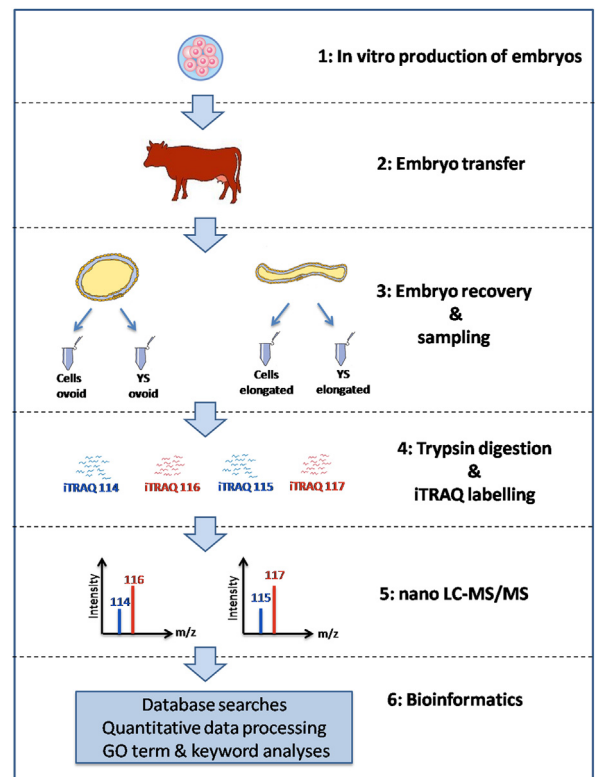 1: In vitro production of embryos
2: Embryo transfer
3: Embryo recovery
&
sampling
Cells
ovoid
YS
ovoid
Cells
elongated
YS
elongated
4: Trypsin digestion
&
iTRAQ labelling
iTRAQ 114
iTRAQ 116
iTRAQ 115
iTRAQ 117
5: nano LC-MS/MS
Intensity
114
116
m/z
Intensity
115
117
m/z
6: Bioinformatics
Database searches
Quantitative data processing
GO term & keyword analyses